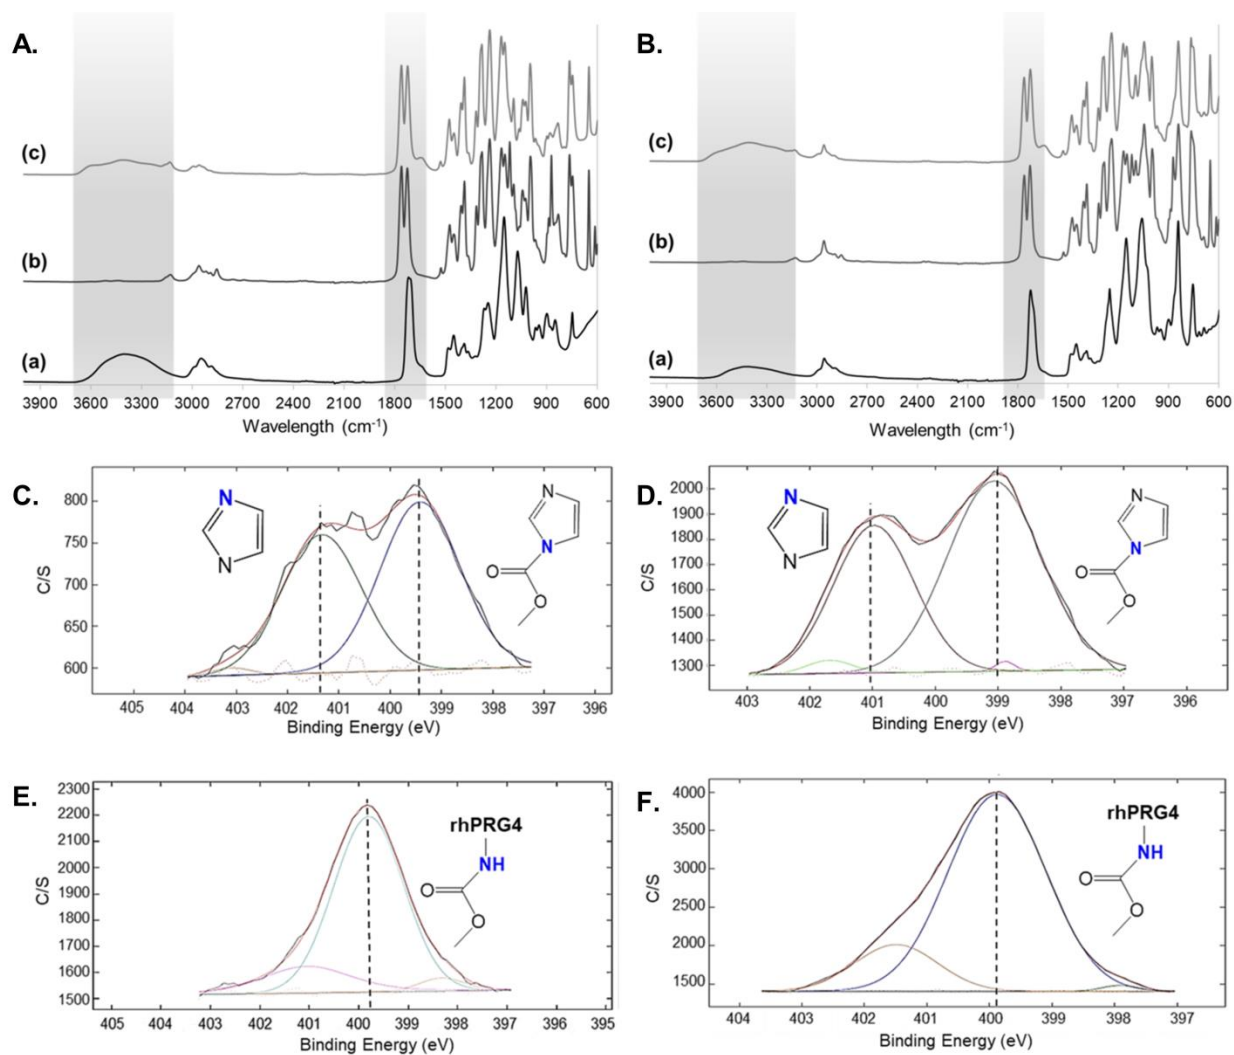 A.
B.
(c)
(b)
(a)
3900 3600 3300 3000 2700 2400 2100 1800 1500 1200 900 600
Wavelength (cm-1)
(c)
(b)
(a)
3900 3600 3300 3000 2700 2400 2100 1800 1500 1200 900 600
Wavelength (cm-1)
C.
800
750
700
650
600
C/S
N
N
N
N
O
O
405 404 403 402 401 400 399 398 397 396
Binding Energy (eV)
D.
2000
1900
1800
1700
1600
1500
1400
1300
C/S
N
N
N
N
O
O
403 402 401 400 399 398 397 396
Binding Energy (eV)
E.
2300
2200
2100
2000
1900
1800
1700
1600
1500
C/S
rhPRG4
NH
O
O
405 404 403 402 401 400 399 398 397 396 395
Binding Energy (eV)
F.
4000
3500
3000
2500
2000
1500
C/S
rhPRG4
NH
O
O
404 403 402 401 400 399 398 397
Binding Energy (eV)